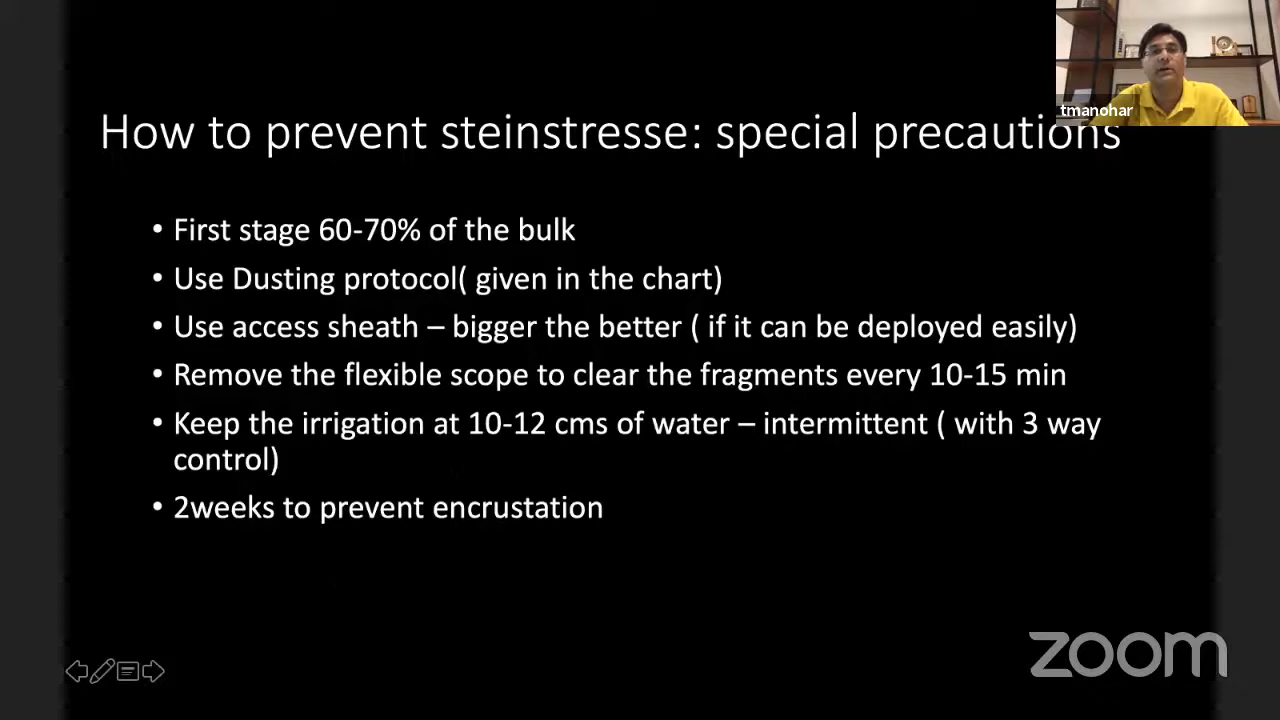 tmanohar
How to prevent steinstresse: special precautions
• First stage 60-70% of the bulk
• Use Dusting protocol( given in the chart)
• Use access sheath – bigger the better ( if it can be deployed easily)
• Remove the flexible scope to clear the fragments every 10-15 min
• Keep the irrigation at 10-12 cms of water – intermittent ( with 3 way
control)
• 2weeks to prevent encrustation
zoom